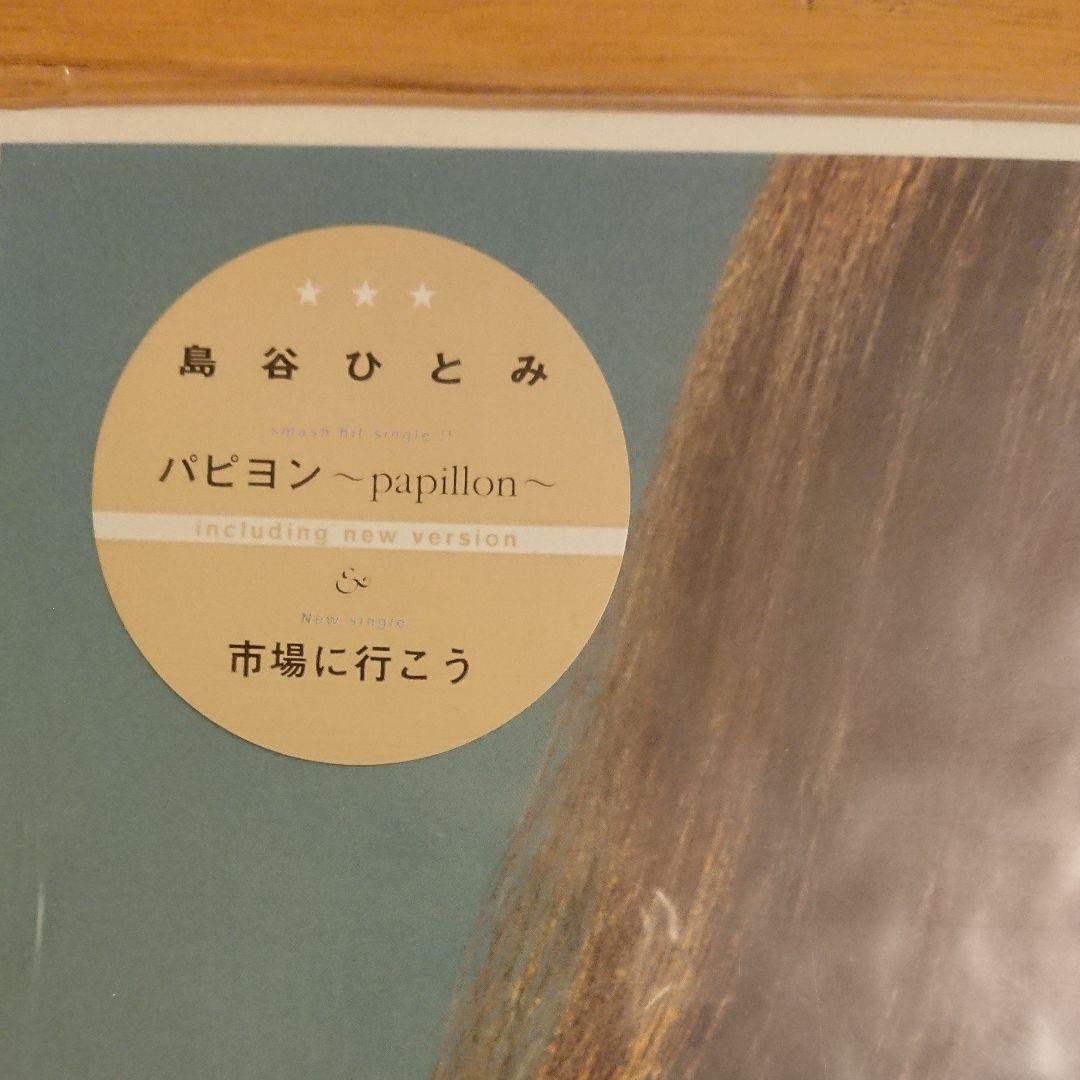 ★ ★ ★
島谷ひとみ
smash hit single !!
パピヨン〜papillon〜
including new version
&
New single
市場に行こう